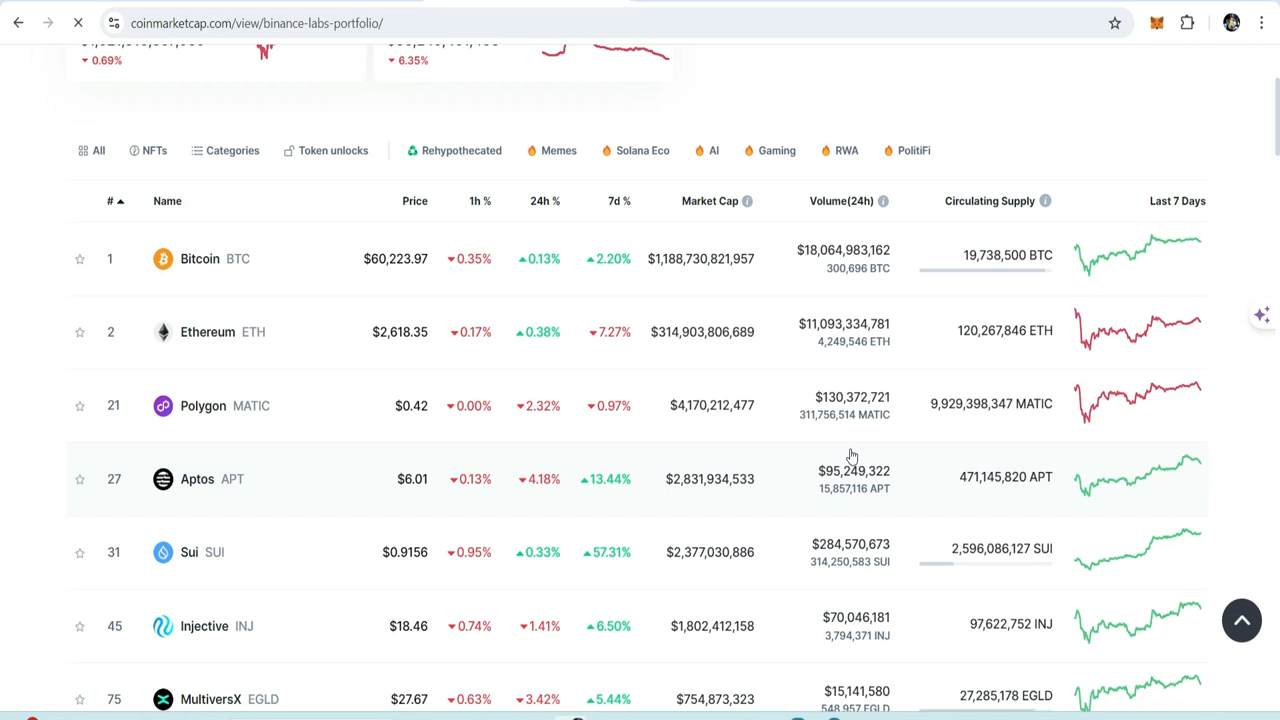 coinmarketcap.com/view/binance-labs-portfolio/
0.69%
6.35%
All NFTs Categories Token unlocks Rehypothecated Memes Solana Eco AI Gaming RWA PolitiFi
# Name Price 1h % 24h % 7d % Market Cap Volume(24h) Circulating Supply Last 7 Days
1 Bitcoin BTC $60,223.97 0.35% 0.13% 2.20% $1,188,730,821,957 $18,064,983,162 19,738,500 BTC
300,696 BTC
2 Ethereum ETH $2,618.35 0.17% 0.38% 7.27% $314,903,806,689 $11,093,334,781 120,267,846 ETH
4,249,546 ETH
21 Polygon MATIC $0.42 0.00% 2.32% 0.97% $4,170,212,477 $130,372,721 9,929,398,347 MATIC
311,756,514 MATIC
27 Aptos APT $6.01 0.13% 4.18% 13.44% $2,831,934,533 $95,249,322 471,145,820 APT
15,857,116 APT
31 Sui SUI $0.9156 0.95% 0.33% 57.31% $2,377,030,886 $284,570,673 2,596,086,127 SUI
314,250,583 SUI
45 Injective INJ $18.46 0.74% 1.41% 6.50% $1,802,412,158 $70,046,181 97,622,752 INJ
3,794,371 INJ
75 MultiversX EGLD $27.67 0.63% 3.42% 5.44% $754,873,323 $15,141,580 27,285,178 EGLD
548,957 EGLD